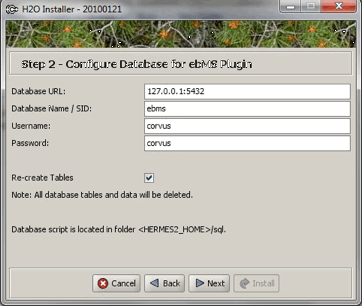 H2O Installer - 20100121
Step 2 - Configure Database for ebMS Plugin
Database URL: 127.0.0.1:5432
Database Name / SID: ebms
Username: corvus
Password: corvus
Re-create Tables
Note: All database tables and data will be deleted.
Database script is located in folder <HERMES2_HOME>/sql.
Cancel Back Next Install